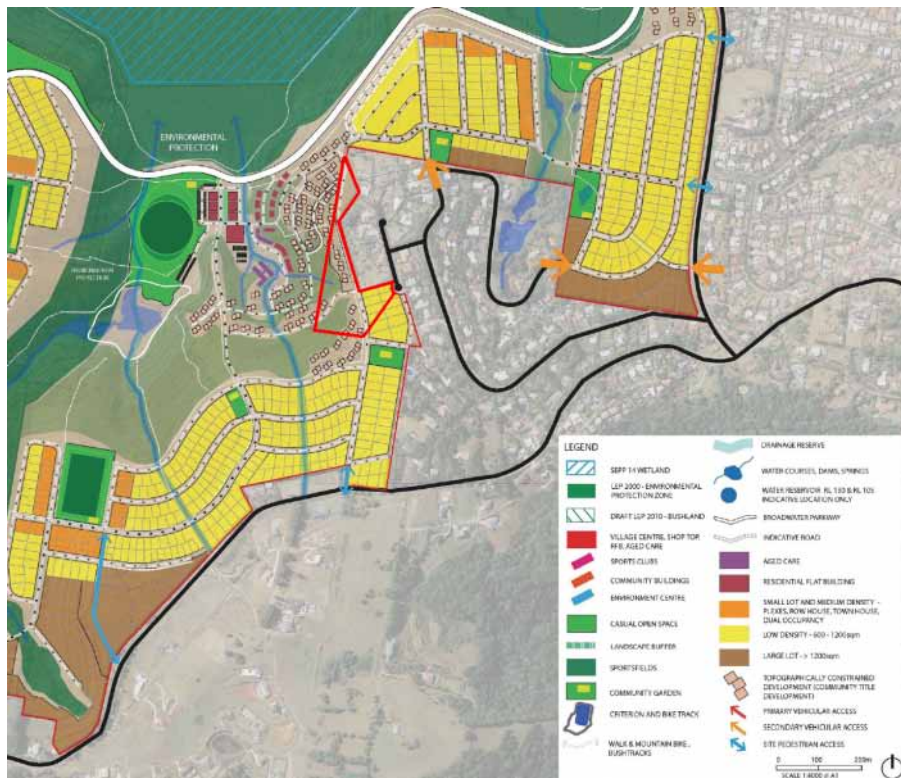 ENVIRONMENTAL
PROTECTION
ENVIRONMENTAL
PROTECTION
LEGEND
SEPP 14 WETLAND
LEP 2000 - ENVIRONMENTAL
PROTECTION ZONE
DRAFT LEP 2010 - BUSHLAND
VILLAGE CENTRE, SHOP TOP,
RFB, AGED CARE
SPORTS CLUBS
COMMUNITY BUILDINGS
ENVIRONMENT CENTRE
CASUAL OPEN SPACE
LANDSCAPE BUFFER
SPORTSFIELDS
COMMUNITY GARDEN
CRITERION AND BIKE TRACK
WALK & MOUNTAIN BIKE,
BUSHTRACKS
DRAINAGE RESERVE
WATER COURSES, DAMS, SPRINGS
WATER RESERVOIR RL 130 & RL 105
INDICATIVE LOCATION ONLY
BROADWATER PARKWAY
INDICATIVE ROAD
AGED CARE
RESIDENTIAL FLAT BUILDING
SMALL LOT AND MEDIUM DENSITY -
PLEXES, ROW HOUSE, TOWN HOUSE,
DUAL OCCUPANCY
LOW DENSITY - 600 - 1200sqm
LARGE LOT - > 1200sqm
TOPOGRAPHICALLY CONSTRAINED
DEVELOPMENT (COMMUNITY TITLE
DEVELOPMENT)
PRIMARY VEHICULAR ACCESS
SECONDARY VEHICULAR ACCESS
SITE PEDESTRIAN ACCESS
0 100 200m
SCALE 1:6000 @ A1